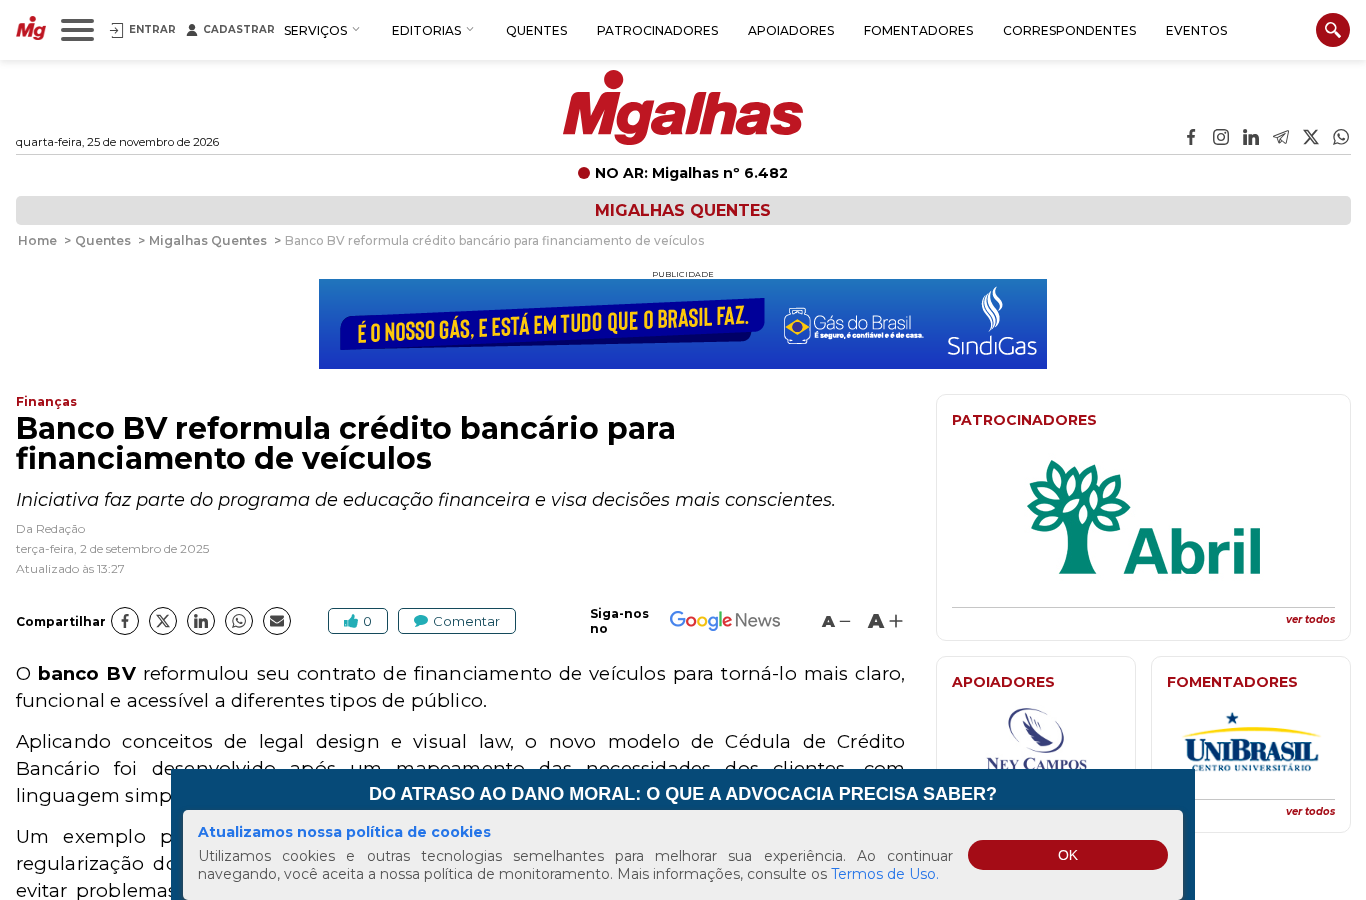 Mg ENTRAR CADASTRAR SERVIÇOS EDITORIAS QUENTES PATROCINADORES APOIADORES FOMENTADORES CORRESPONDENTES EVENTOS
Migalhas
quarta-feira, 25 de novembro de 2026
NO AR: Migalhas nº 6.482
MIGALHAS QUENTES
Home > Quentes > Migalhas Quentes > Banco BV reformula crédito bancário para financiamento de veículos
PUBLICIDADE
É O NOSSO GÁS, E ESTÁ EM TUDO QUE O BRASIL FAZ.
Gás do Brasil
É seguro, é confiável e é de casa.
SINDIGAS
Finanças
Banco BV reformula crédito bancário para
financiamento de veículos
Iniciativa faz parte do programa de educação financeira e visa decisões mais conscientes.
Da Redação
terça-feira, 2 de setembro de 2025
Atualizado às 13:27
Compartilhar
0
Comentar
Siga-nos
no
Google News
A −
A +
O banco BV reformulou seu contrato de financiamento de veículos para torná-lo mais claro,
funcional e acessível a diferentes tipos de público.
Aplicando conceitos de legal design e visual law, o novo modelo de Cédula de Crédito
Bancário foi desenvolvido após um mapeamento das necessidades dos clientes, com
linguagem simp
Um exemplo p
regularização do
evitar problemas
PATROCINADORES
Abril
ver todos
APOIADORES
NEY CAMPOS
FOMENTADORES
UNIBRASIL
CENTRO UNIVERSITÁRIO
ver todos
DO ATRASO AO DANO MORAL: O QUE A ADVOCACIA PRECISA SABER?
Atualizamos nossa política de cookies
Utilizamos cookies e outras tecnologias semelhantes para melhorar sua experiência. Ao continuar
navegando, você aceita a nossa política de monitoramento. Mais informações, consulte os Termos de Uso.
OK